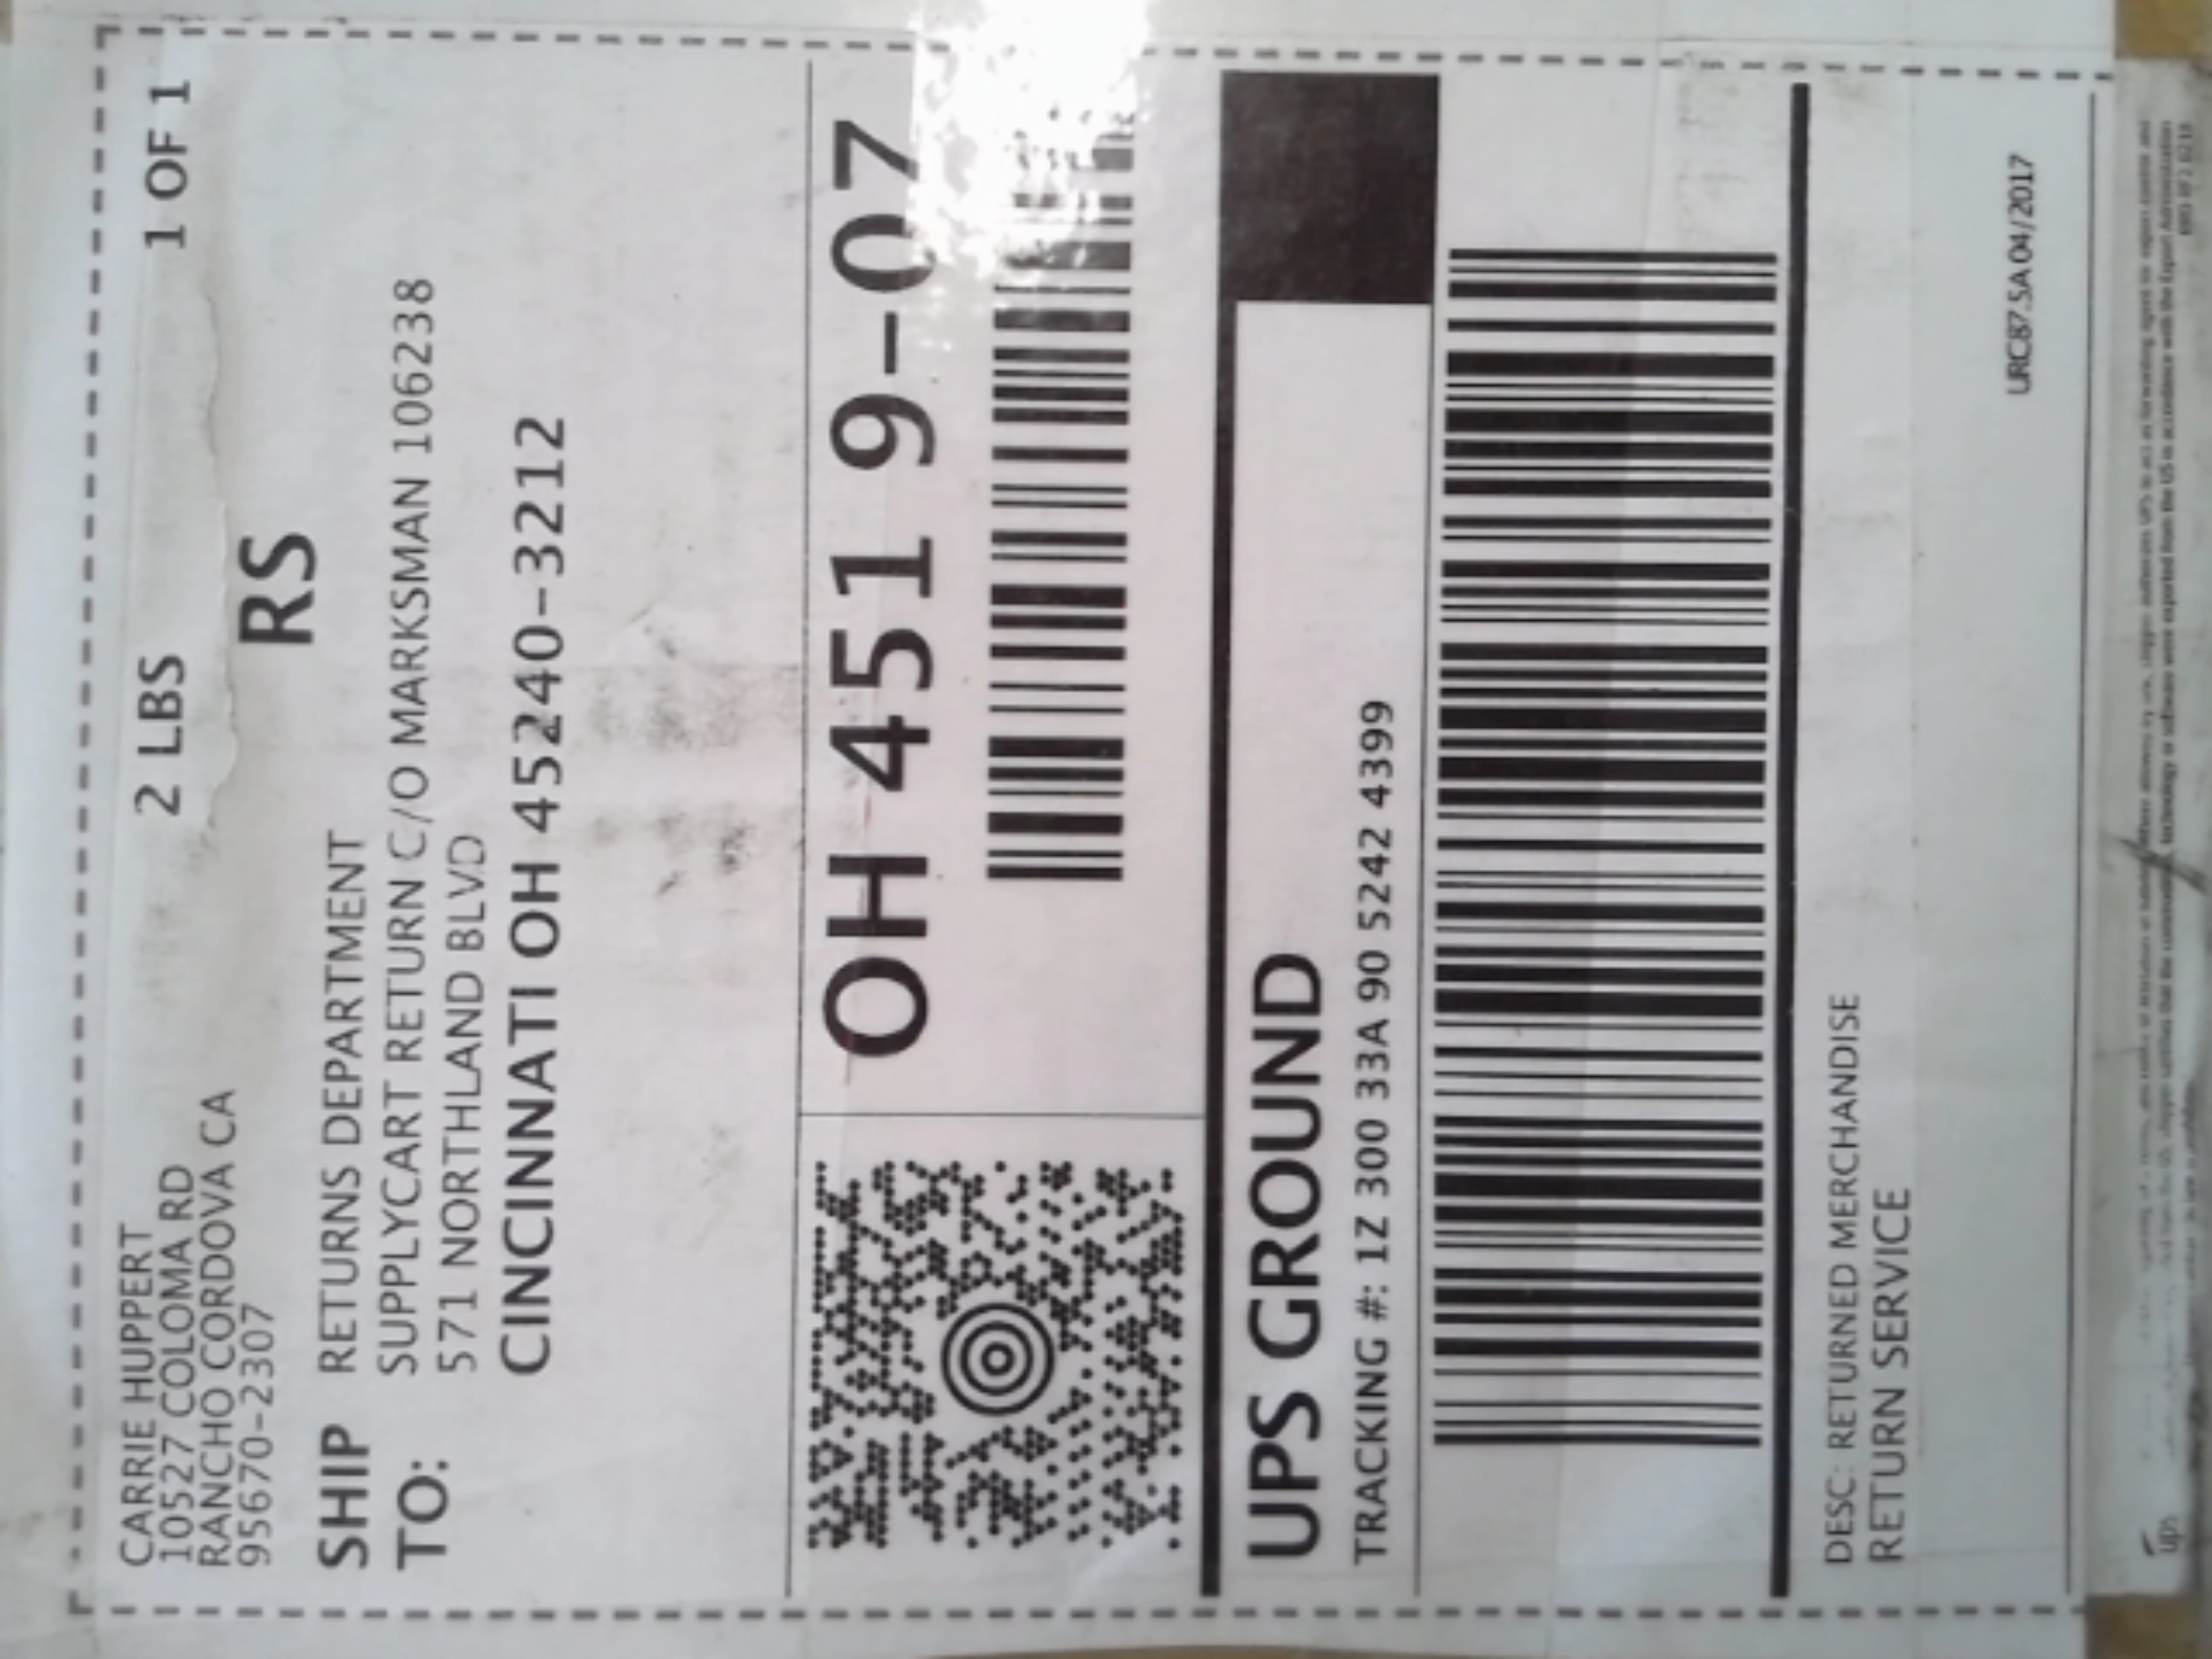 CARRIE HUPPERT
10527 COLOMA RD
RANCHO CORDOVA CA
95670-2307
2 LBS
1 OF 1
RS
SHIP
TO:
RETURNS DEPARTMENT
SUPPLYCART RETURN C/O MARKSMAN 106238
571 NORTHLAND BLVD
CINCINNATI OH 45240-3212
OH 451 9-07
UPS GROUND
TRACKING #: 1Z 300 33A 90 5242 4399
DESC: RETURNED MERCHANDISE
RETURN SERVICE
URC87.5A 04/2017
ups